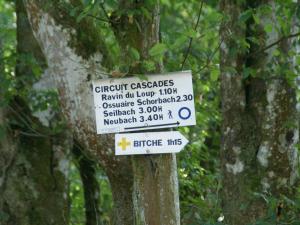 CIRCUIT CASCADES
Ravin du Loup 1.10H
Ossuaire Schorbach 2.30
Seilbach 3.00H
Neubach 3.40H
BITCHE 1h15